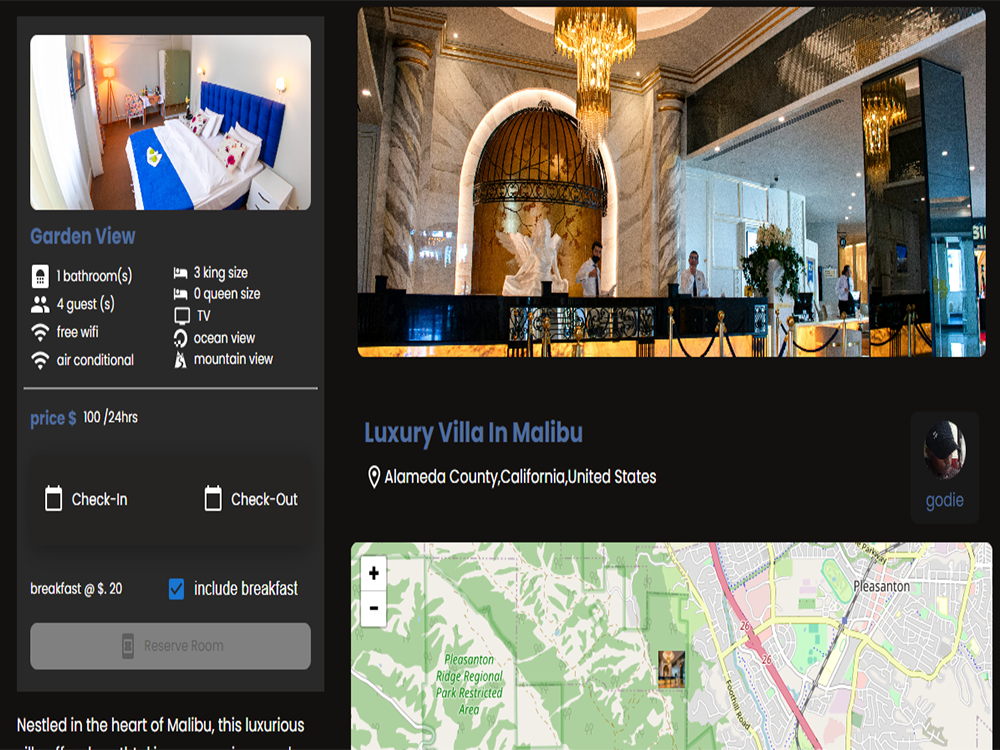 Garden View
1 bathroom(s)
4 guest (s)
free wifi
air conditional
3 king size
0 queen size
TV
ocean view
mountain view
price $ 100 /24hrs
Check-In
Check-Out
breakfast @ $. 20
include breakfast
Reserve Room
Nestled in the heart of Malibu, this luxurious
Luxury Villa In Malibu
Alameda County,California,United States
godie
+
-
Pleasanton
26
26
Foothill Road
Pleasanton
Ridge Regional
Park Restricted
Area